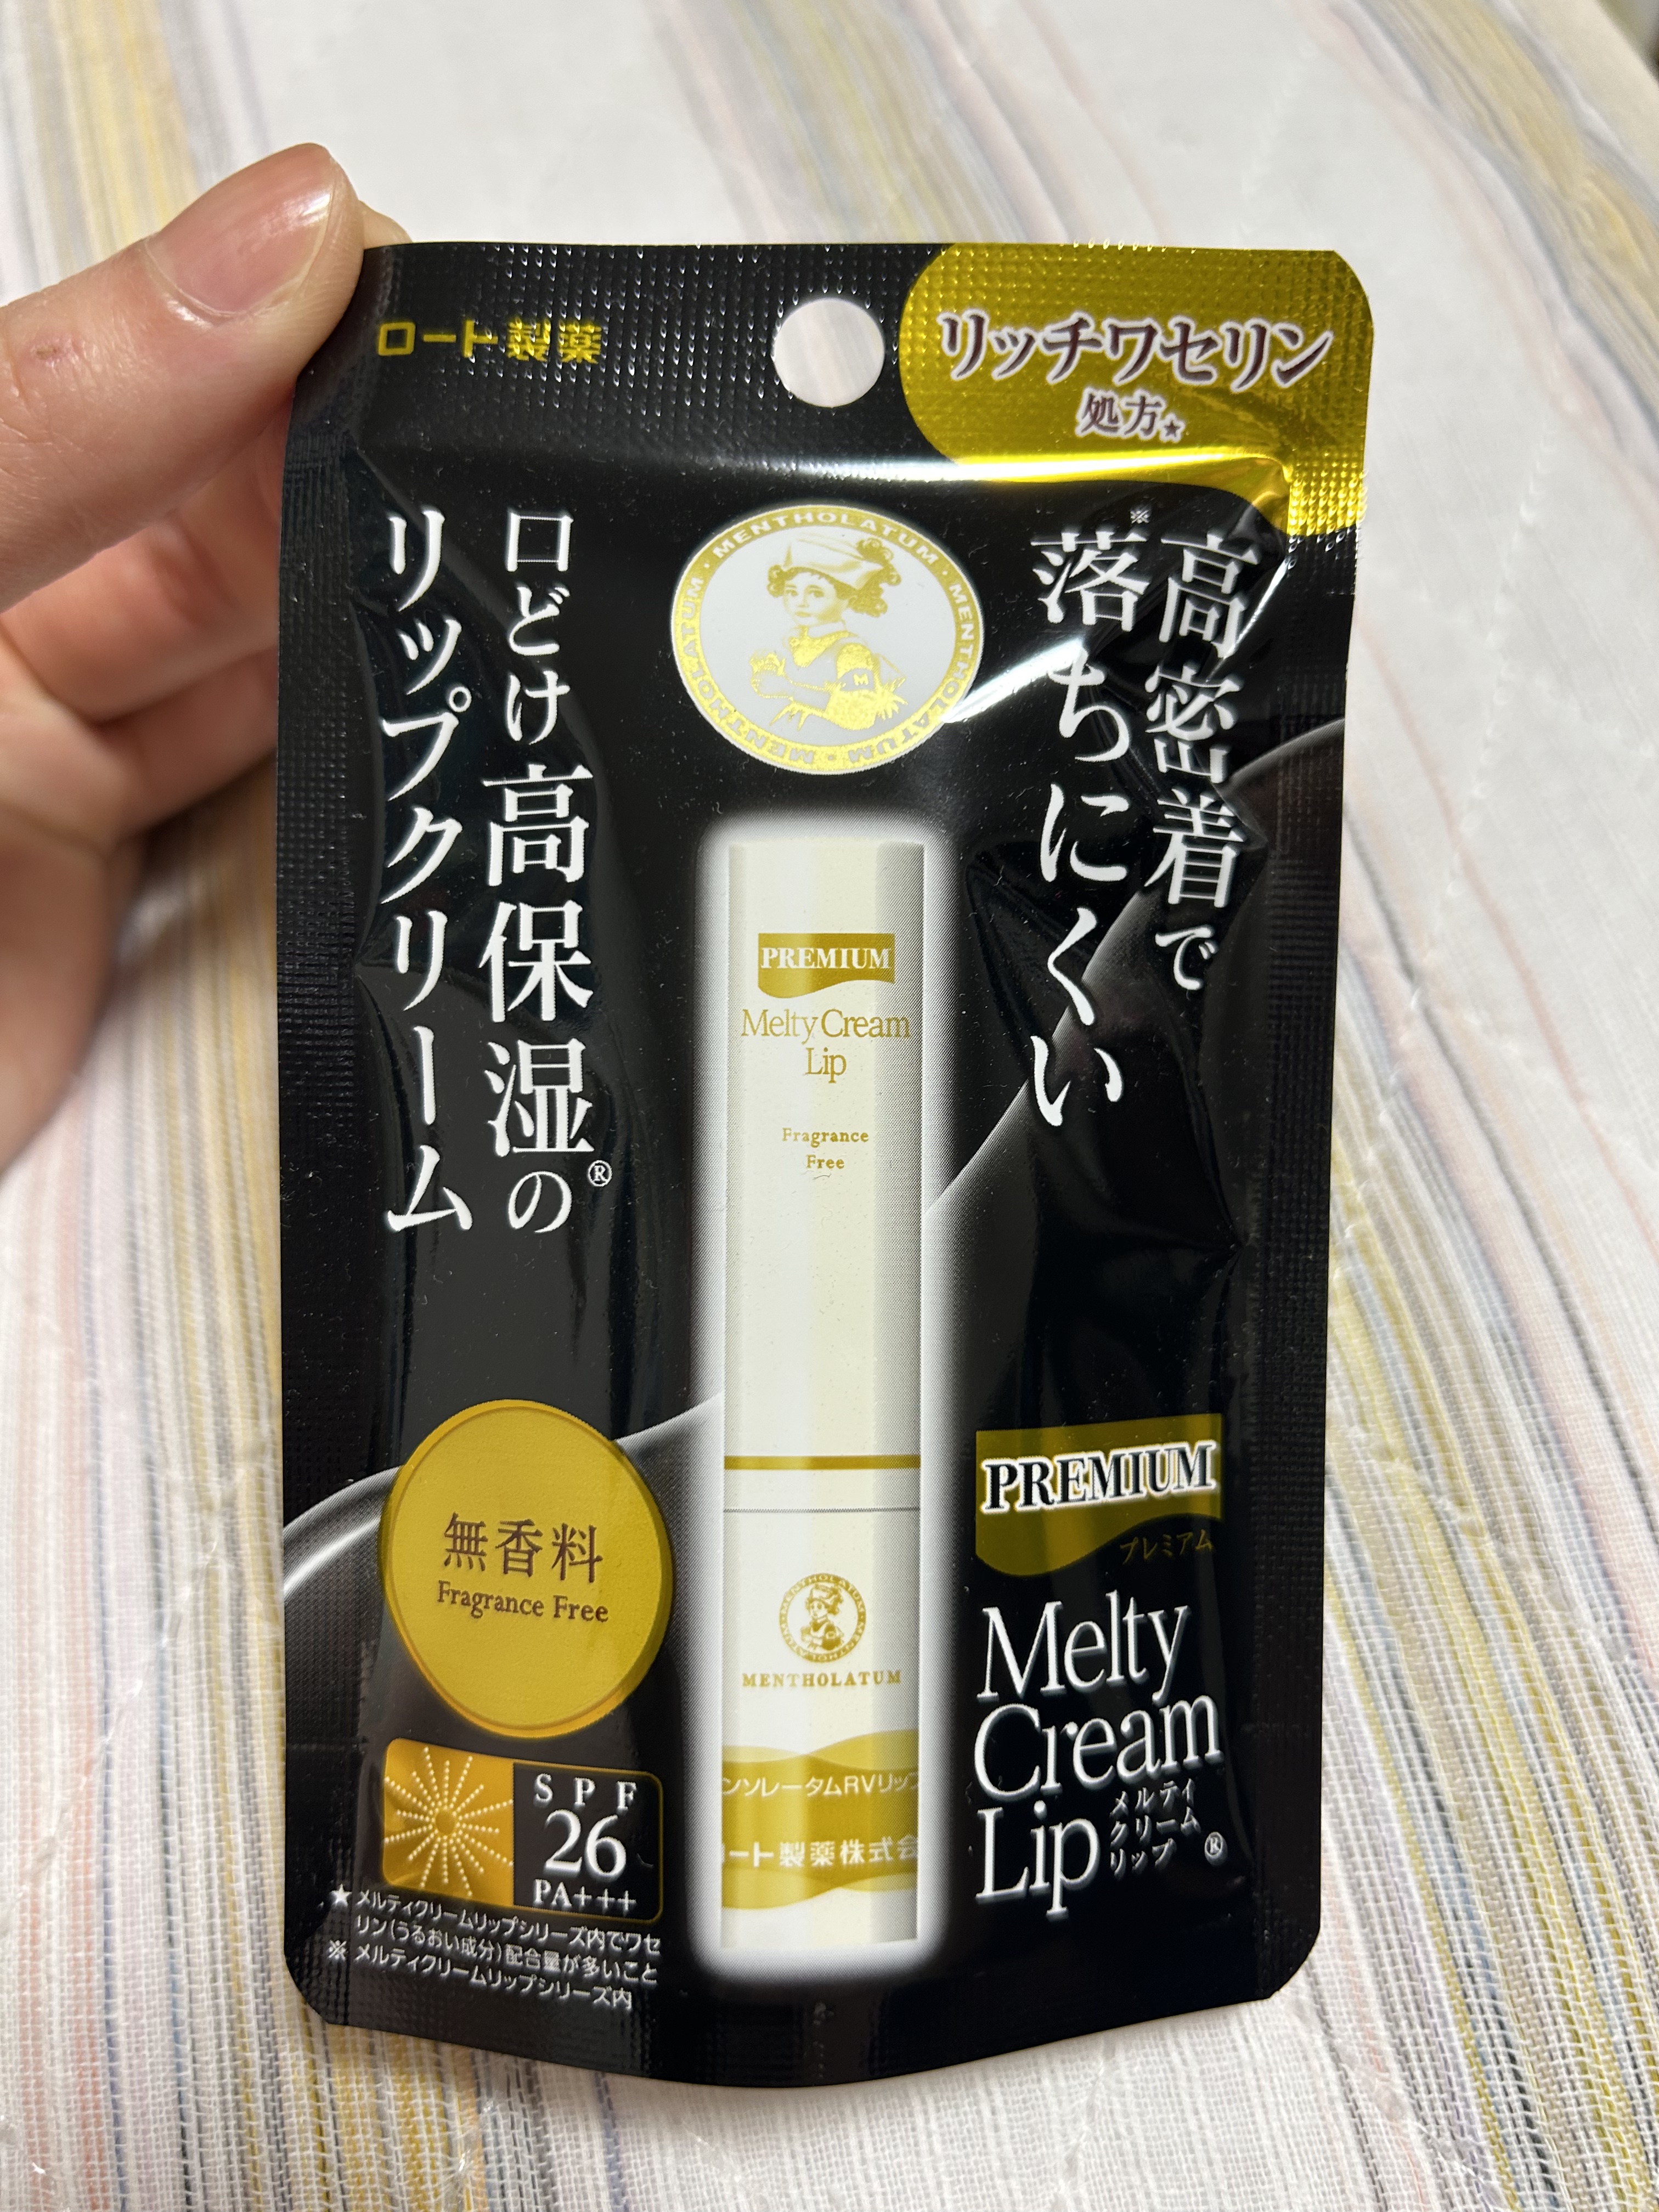 ロート製薬
リッチワセリン
処方★
高密着で
※落ちにくい
口どけ高保湿の®
リップクリーム
MENTHOLATUM・MENTHOLATUM・MENTHOLATUM・MENTHOLATUM・
M
PREMIUM
Melty Cream
Lip
Fragrance
Free
MENTHOLATUM
ンソレータムRVリップ
ート製薬株式会
無香料
Fragrance Free
SPF
26
PA+++
PREMIUM
プレミアム
Melty
Cream
Lip
メルティ
クリーム
リップ®
★メルティクリームリップシリーズ内でワセ
リン(うるおい成分)配合量が多いこと
※メルティクリームリップシリーズ内